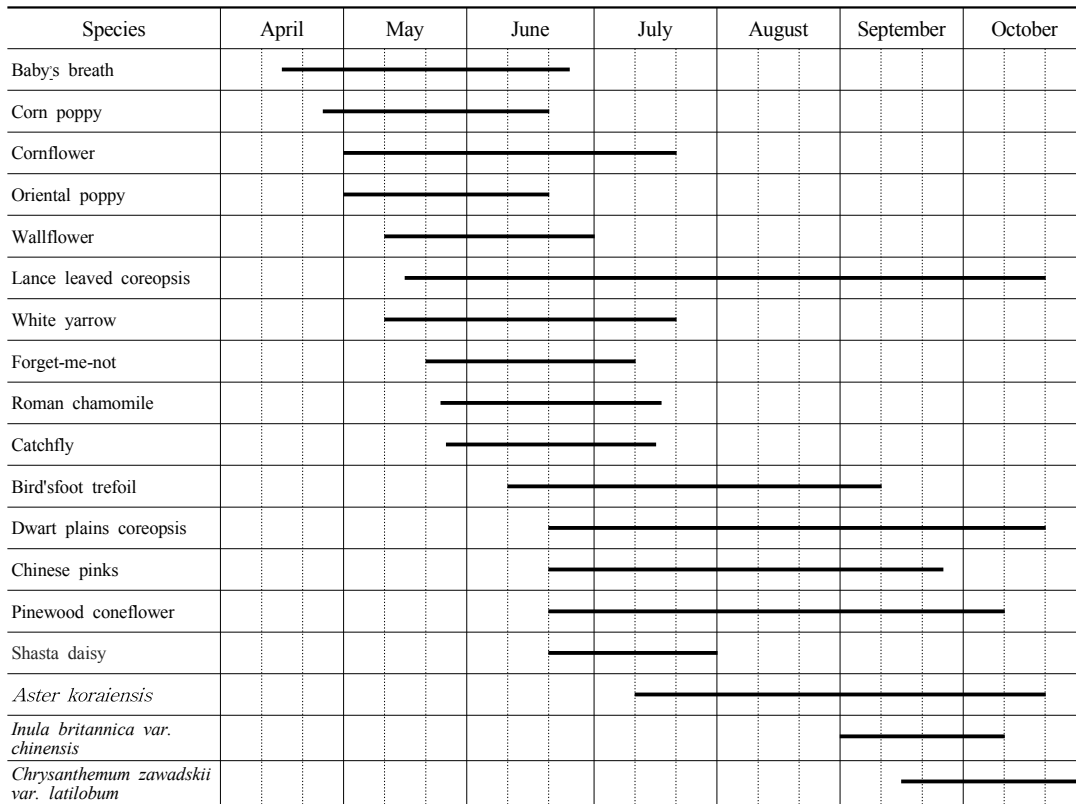 Species April May June July August September October
Baby's breath
Corn poppy
Cornflower
Oriental poppy
Wallflower
Lance leaved coreopsis
White yarrow
Forget-me-not
Roman chamomile
Catchfly
Bird'sfoot trefoil
Dwart plains coreopsis
Chinese pinks
Pinewood coneflower
Shasta daisy
Aster koraiensis
Inula britannica var.
chinensis
Chrysanthemum zawadskii
var. latilobum